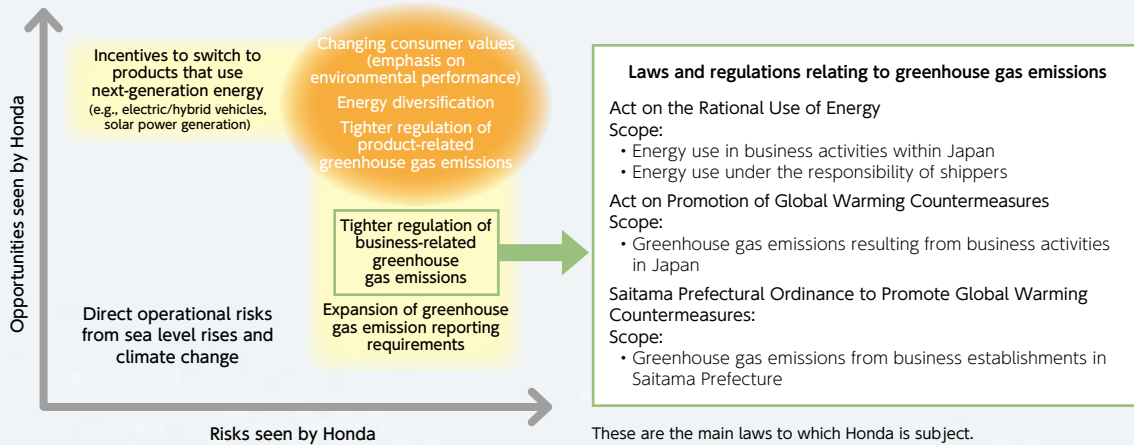 Opportunities seen by Honda
Incentives to switch to
products that use
next-generation energy
(e.g., electric/hybrid vehicles,
solar power generation)
Changing consumer values
(emphasis on
environmental performance)
Energy diversification
Tighter regulation of
product-related
greenhouse gas emissions
Tighter regulation of
business-related
greenhouse
gas emissions
Expansion of greenhouse
gas emission reporting
requirements
Direct operational risks
from sea level rises and
climate change
Risks seen by Honda
Laws and regulations relating to greenhouse gas emissions
Act on the Rational Use of Energy
Scope:
• Energy use in business activities within Japan
• Energy use under the responsibility of shippers
Act on Promotion of Global Warming Countermeasures
Scope:
• Greenhouse gas emissions resulting from business activities
in Japan
Saitama Prefectural Ordinance to Promote Global Warming
Countermeasures:
Scope:
• Greenhouse gas emissions from business establishments in
Saitama Prefecture
These are the main laws to which Honda is subject.